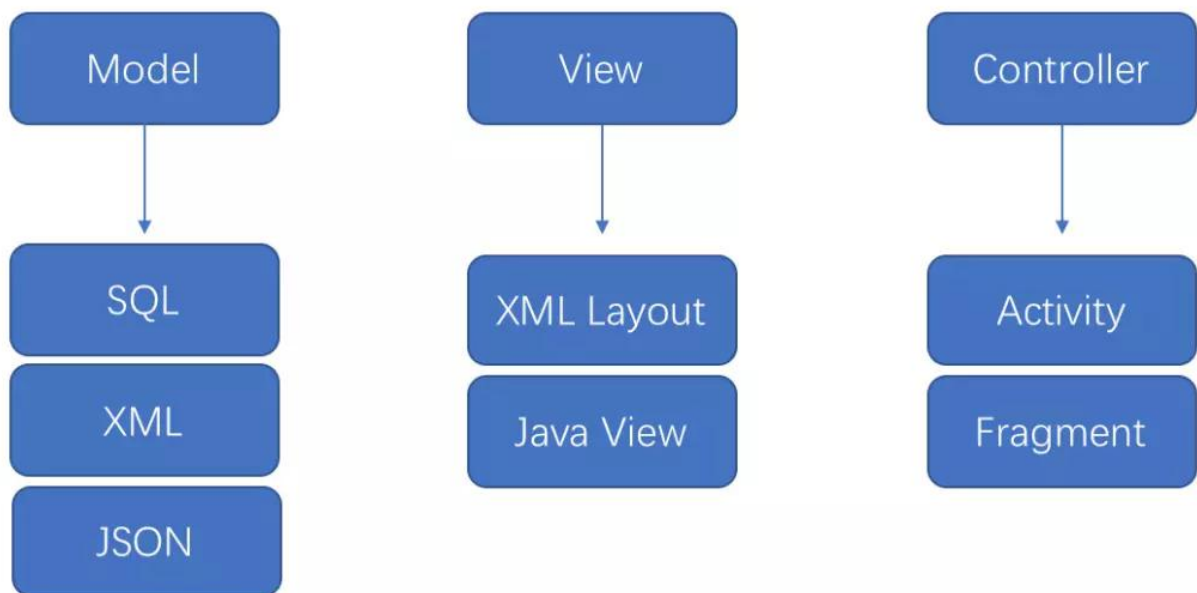 Model
View
Controller
SQL
XML Layout
Activity
XML
Java View
Fragment
JSON